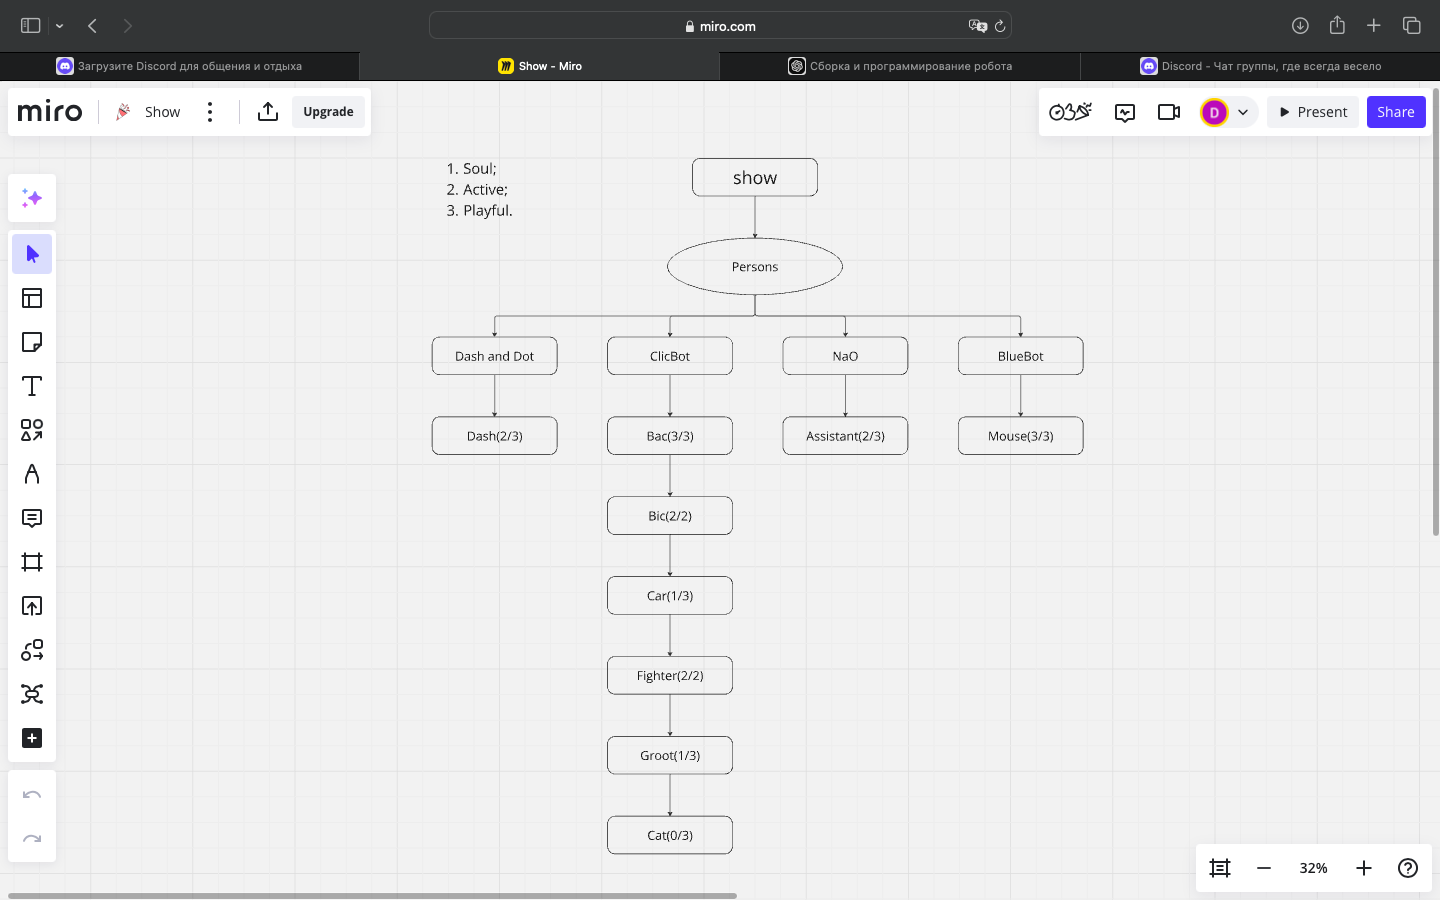 miro.com
Загрузите Discord для общения и отдыха
Show - Miro
Сборка и программирование робота
Discord - Чат группы, где всегда весело
miro
Show
Upgrade
D
Present
Share
1. Soul;
2. Active;
3. Playful.
show
Persons
Dash and Dot
ClicBot
NaO
BlueBot
Dash(2/3)
Bac(3/3)
Assistant(2/3)
Mouse(3/3)
Bic(2/2)
Car(1/3)
Fighter(2/2)
Groot(1/3)
Cat(0/3)
32%